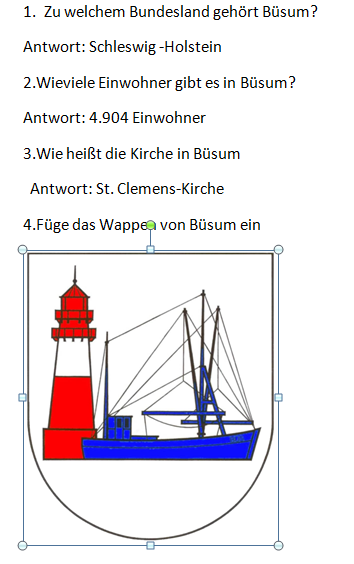 1. Zu welchem Bundesland gehört Büsum?
Antwort: Schleswig -Holstein
2.Wieviele Einwohner gibt es in Büsum?
Antwort: 4.904 Einwohner
3.Wie heißt die Kirche in Büsum
Antwort: St. Clemens-Kirche
4.Füge das Wappen von Büsum ein